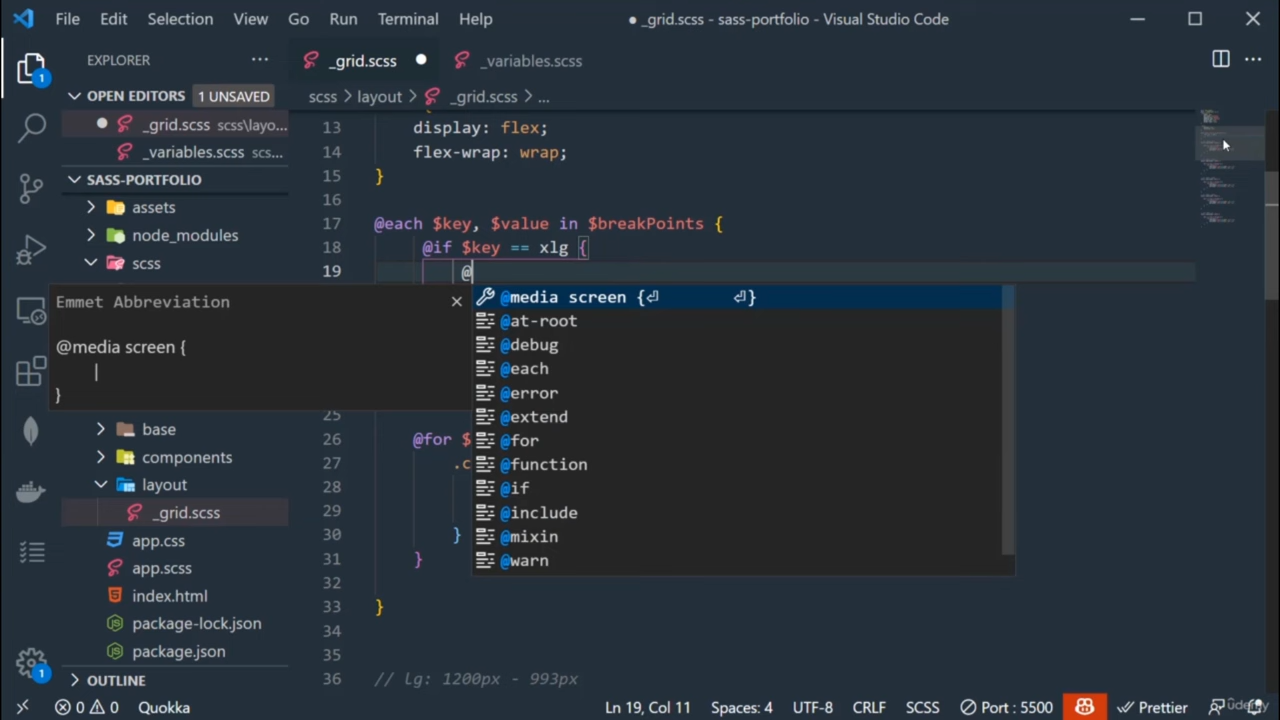 File Edit Selection View Go Run Terminal Help ● _grid.scss - sass-portfolio - Visual Studio Code
EXPLORER ··· _grid.scss _variables.scss ···
OPEN EDITORS 1 UNSAVED
scss > layout > _grid.scss > ...
_grid.scss scss\layo...
_variables.scss scs...
SASS-PORTFOLIO
assets
node_modules
scss
base
components
layout
_grid.scss
app.css
app.scss
index.html
package-lock.json
package.json
OUTLINE
1
1
13 display: flex;
14 flex-wrap: wrap;
15 }
16
17 @each $key, $value in $breakPoints {
18 @if $key == xlg {
19 @
Emmet Abbreviation
@media screen {
|
}
@media screen {⏎ ⏎}
@at-root
@debug
@each
@error
@extend
@for
@function
@if
@include
@mixin
@warn
25
26 @for $
27 .c
28
29
30 }
31 }
32
33 }
34
35
36 // lg: 1200px - 993px
0 0 Quokka Ln 19, Col 11 Spaces: 4 UTF-8 CRLF SCSS Port : 5500 Prettier
udemy